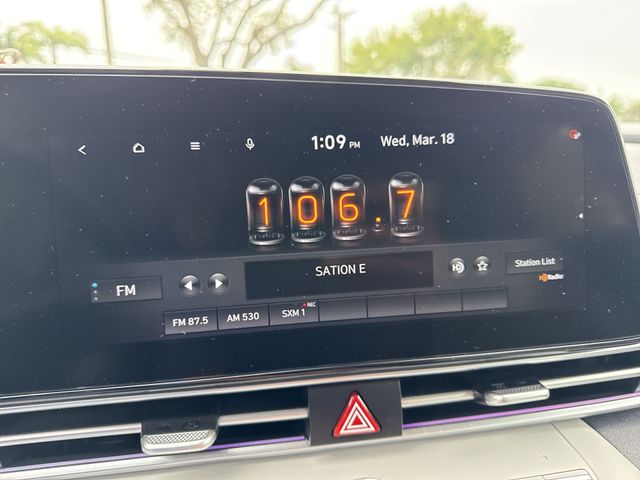 1:09 PM Wed, Mar. 18
106.7
SATION E
HD
Station List
HD Radio
FM
REC
FM 87.5 AM 530 SXM 1